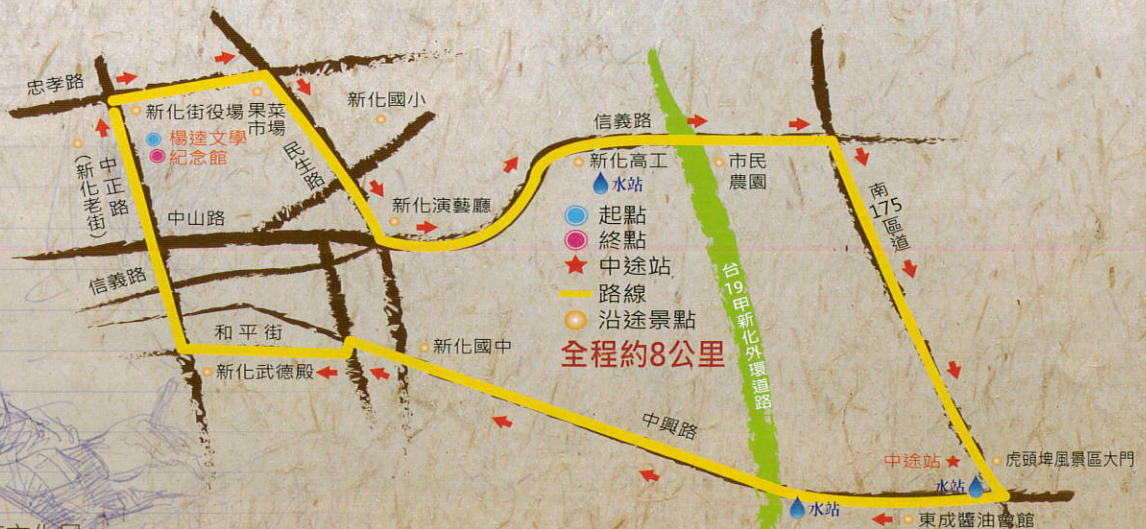 忠孝路
新化街役場
果菜
市場
楊逵文學
紀念館
新化國小
中正路
(新化老街)
民生路
中山路
新化演藝廳
信義路
信義路
新化高工
水站
市民
農園
南175區道
起點
終點
中途站
路線
沿途景點
全程約8公里
台19甲新化外環道路
和平街
新化國中
新化武德殿
中興路
中途站
虎頭埤風景區大門
水站
水站
東成醬油會館